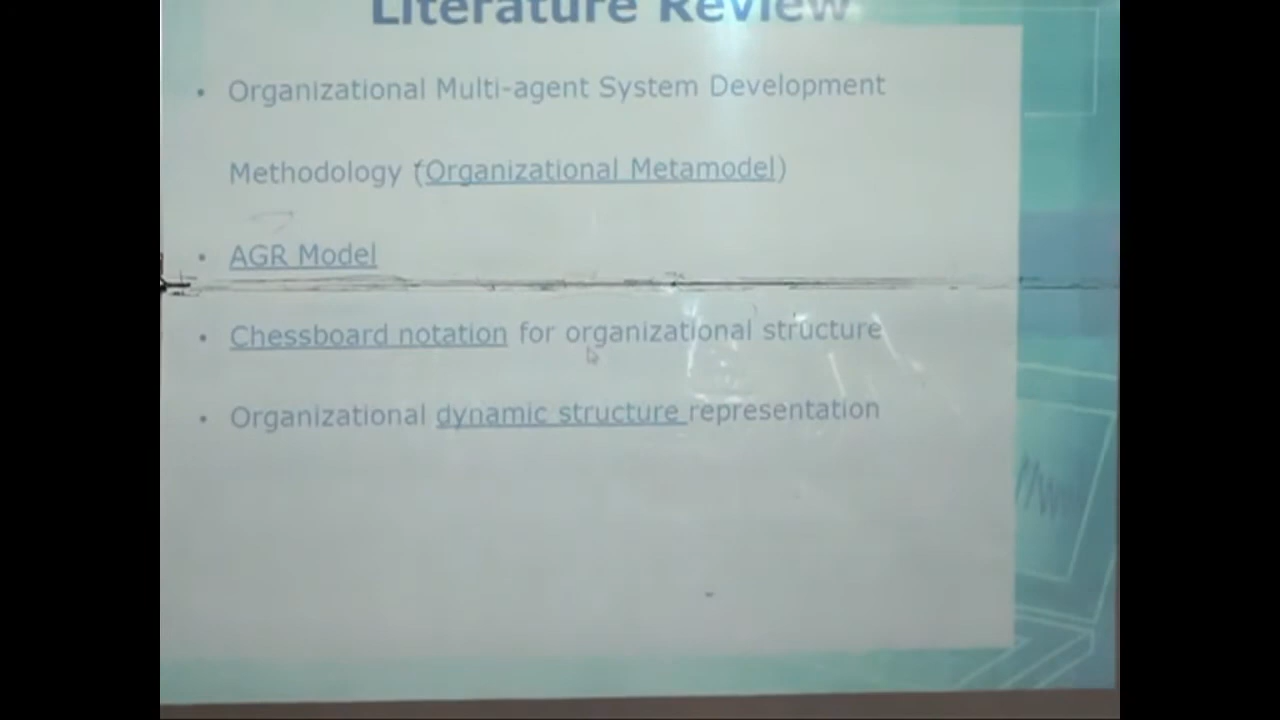 Literature Review
• Organizational Multi-agent System Development
Methodology (Organizational Metamodel)
• AGR Model
• Chessboard notation for organizational structure
• Organizational dynamic structure representation